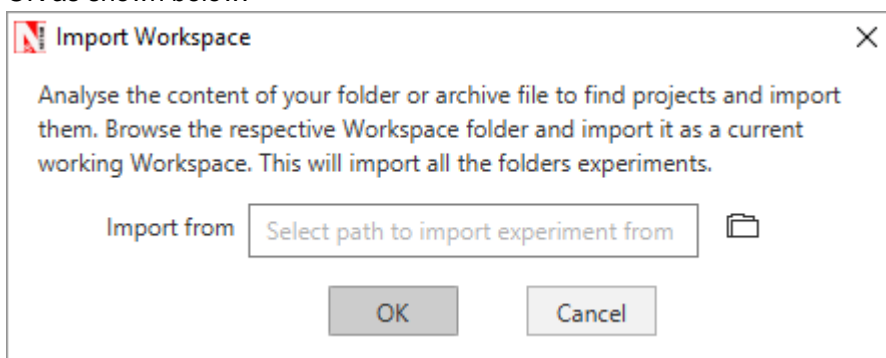 Import Workspace
Analyse the content of your folder or archive file to find projects and import
them. Browse the respective Workspace folder and import it as a current
working Workspace. This will import all the folders experiments.
Import from Select path to import experiment from
OK Cancel